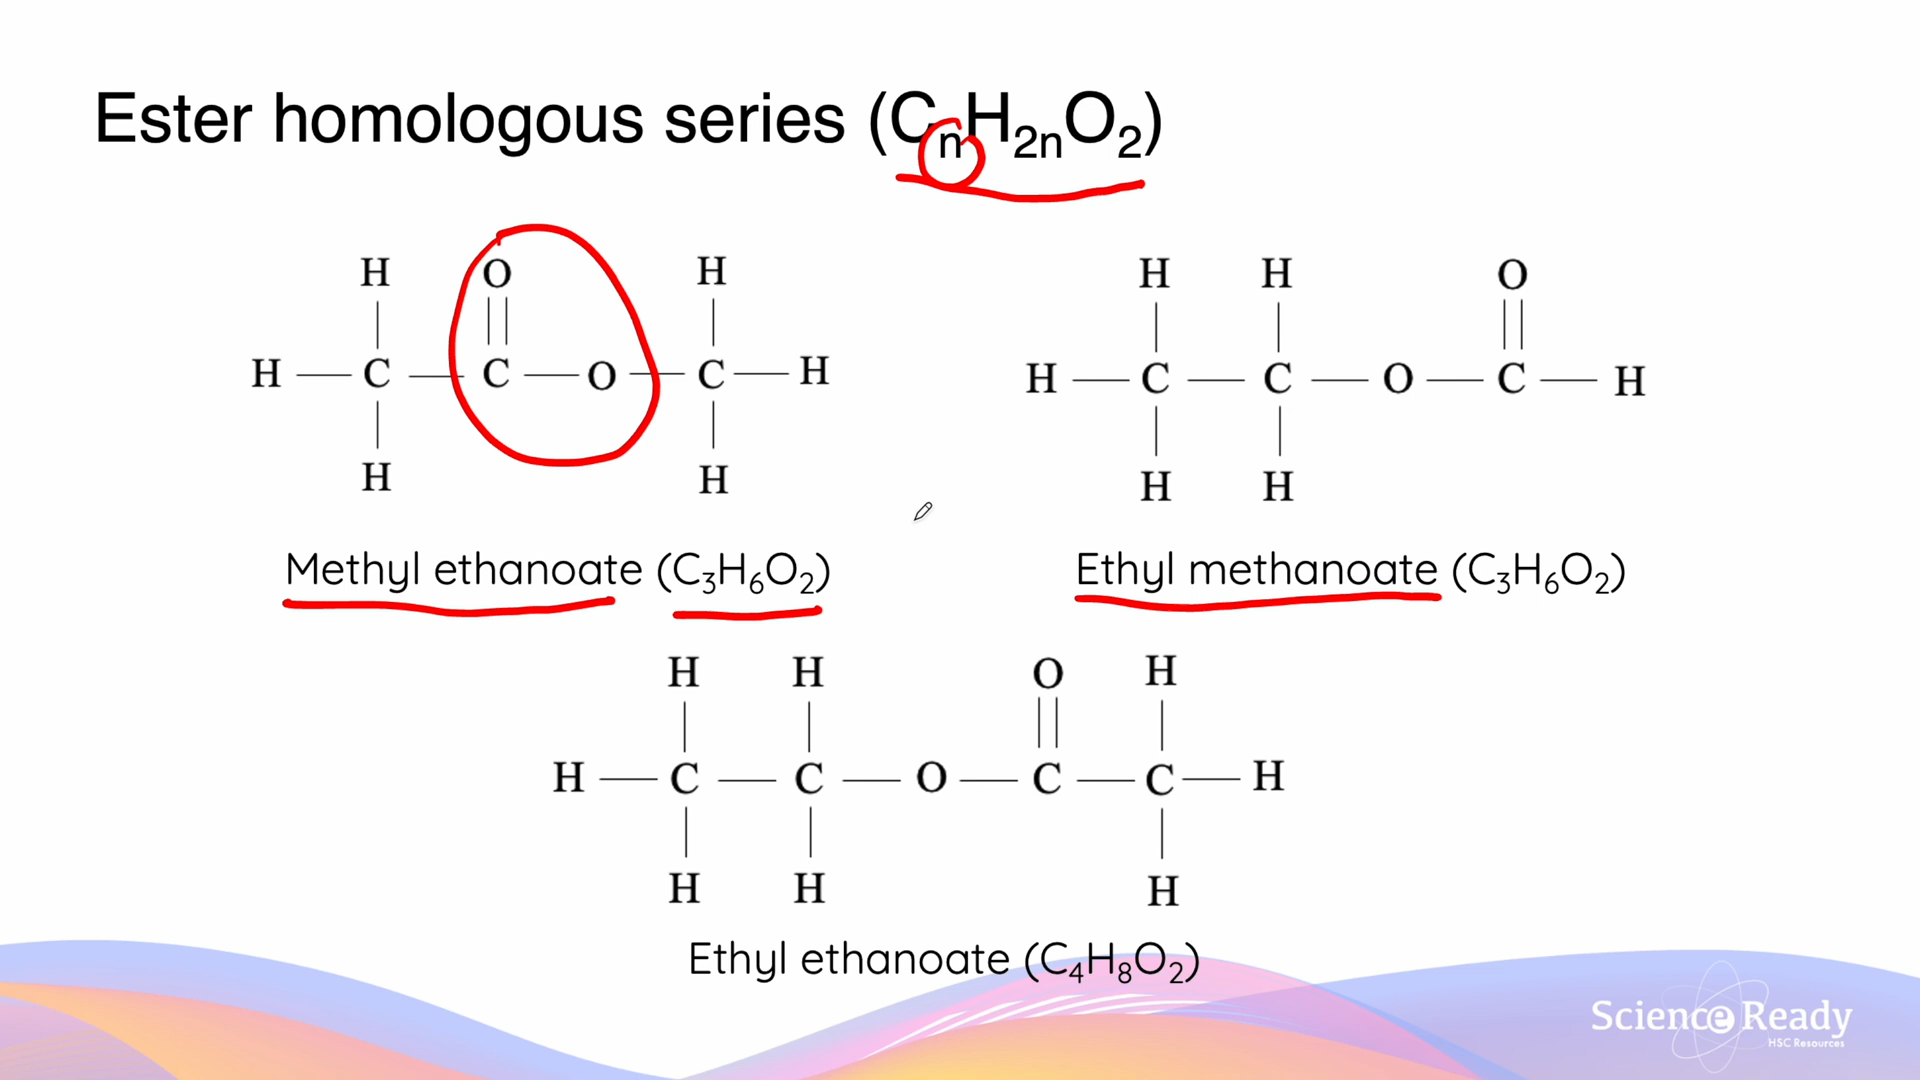 Ester homologous series (CₙH₂ₙO₂)
H O H
H C C O C H
H H
H H O
H C C O C H
H H
Methyl ethanoate (C₃H₆O₂)
Ethyl methanoate (C₃H₆O₂)
H H O H
H C C O C C H
H H H
Ethyl ethanoate (C₄H₈O₂)
Science Ready
HSC Resources